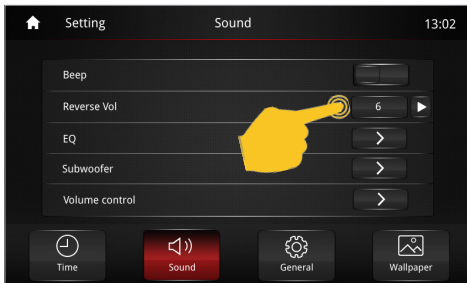 Setting Sound 13:02
Beep
Reverse Vol 6
EQ
Subwoofer
Volume control
Time Sound General Wallpaper